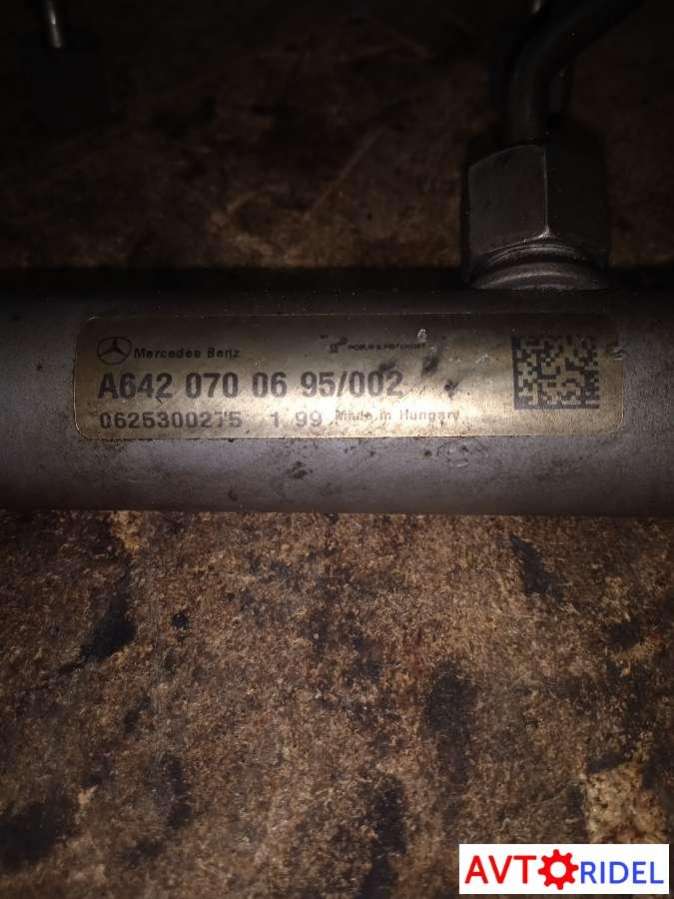 Mercedes Benz
A642 070 06 95/002
0625300275 1 99 Made in Hungary
AVTORIDEL